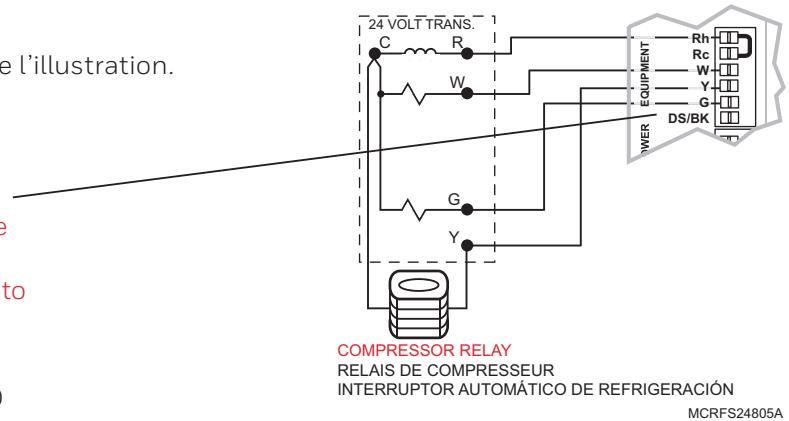 e l'illustration.
e
to
)
24 VOLT TRANS.
C
R
W
G
Y
EQUIPMENT
OWER
Rh
Rc
W
Y
G
DS/BK
COMPRESSOR RELAY
RELAIS DE COMPRESSEUR
INTERRUPTOR AUTOMÁTICO DE REFRIGERACIÓN
MCRFS24805A